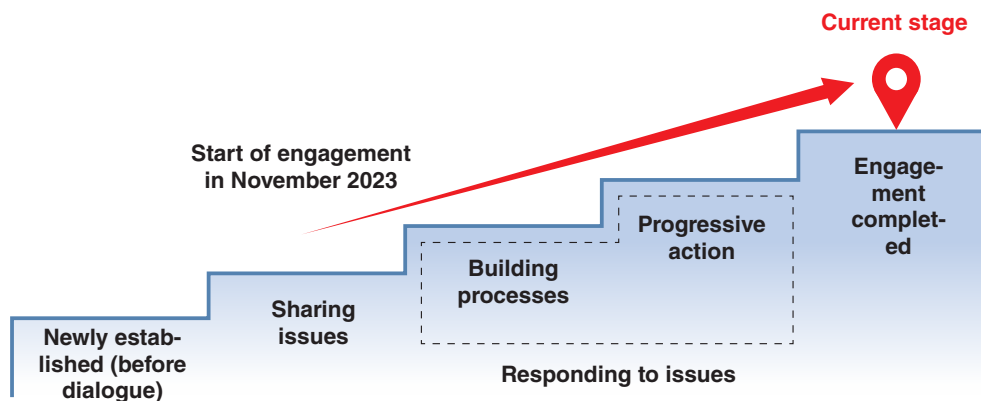 Current stage
Start of engagement
in November 2023
Newly estab-
lished (before
dialogue)
Sharing
issues
Building
processes
Progressive
action
Engage-
ment
complet-
ed
Responding to issues